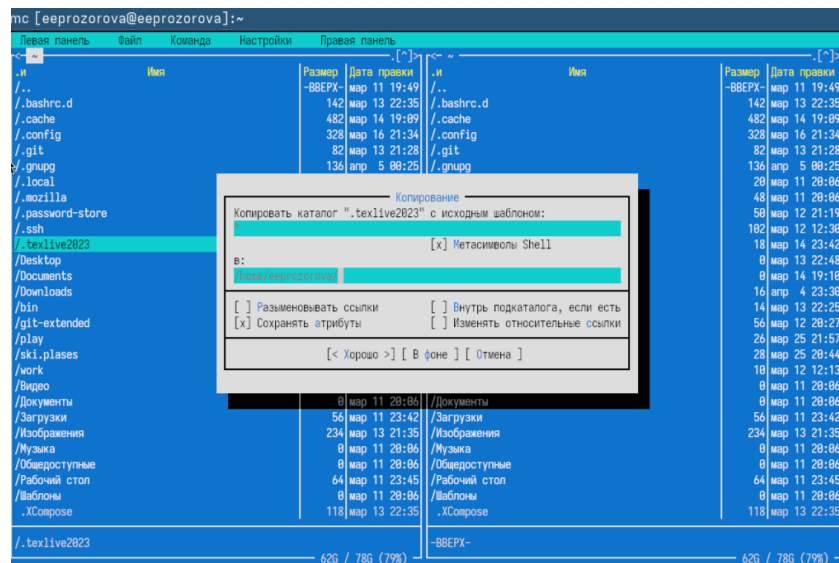 mc [eeprozorova@eeprozorova]:~
Левая панель Файл Команда Настройки Правая панель
<- ~ .[^]> <- ~ .[^]>
.и Имя Размер Дата правки .и Имя Размер Дата правки
/.. -ВВЕРХ- мар 11 19:49 /.. -ВВЕРХ- мар 11 19:49
/.bashrc.d 142 мар 13 22:35 /.bashrc.d 142 мар 13 22:35
/.cache 482 мар 14 19:09 /.cache 482 мар 14 19:09
/.config 328 мар 16 21:34 /.config 328 мар 16 21:34
/.git 82 мар 13 21:28 /.git 82 мар 13 21:28
/.gnupg 136 апр 5 00:25 /.gnupg 136 апр 5 00:25
/.local 20 мар 11 20:06
/.mozilla 48 мар 11 20:06
/.password-store 50 мар 12 21:19
/.ssh 102 мар 12 12:30
/.texlive2023 18 мар 14 23:42
/Desktop 0 мар 13 22:48
/Documents 0 мар 14 19:10
/Downloads 16 апр 4 23:30
/bin 14 мар 13 22:25
/git-extended 56 мар 12 20:27
/play 26 мар 25 21:57
/ski.plases 28 мар 25 20:44
/work 10 мар 12 12:13
/Видео 0 мар 11 20:06
/Документы 0 мар 11 20:06 /Документы 0 мар 11 20:06
/Загрузки 56 мар 11 23:42 /Загрузки 56 мар 11 23:42
/Изображения 234 мар 13 21:35 /Изображения 234 мар 13 21:35
/Музыка 0 мар 11 20:06 /Музыка 0 мар 11 20:06
/Общедоступные 0 мар 11 20:06 /Общедоступные 0 мар 11 20:06
/Рабочий стол 64 мар 11 23:45 /Рабочий стол 64 мар 11 23:45
/Шаблоны 0 мар 11 20:06 /Шаблоны 0 мар 11 20:06
.XCompose 118 мар 13 22:35 .XCompose 118 мар 13 22:35
/.texlive2023 -ВВЕРХ-
62G / 78G (79%) 62G / 78G (79%)
Копирование
Копировать каталог ".texlive2023" с исходным шаблоном:
*
[x] Метасимволы Shell
в:
/home/eeprozorova/
[ ] Разыменовывать ссылки [ ] Внутрь подкаталога, если есть
[x] Сохранять атрибуты [ ] Изменять относительные ссылки
[< Хорошо >] [ В фоне ] [ Отмена ]